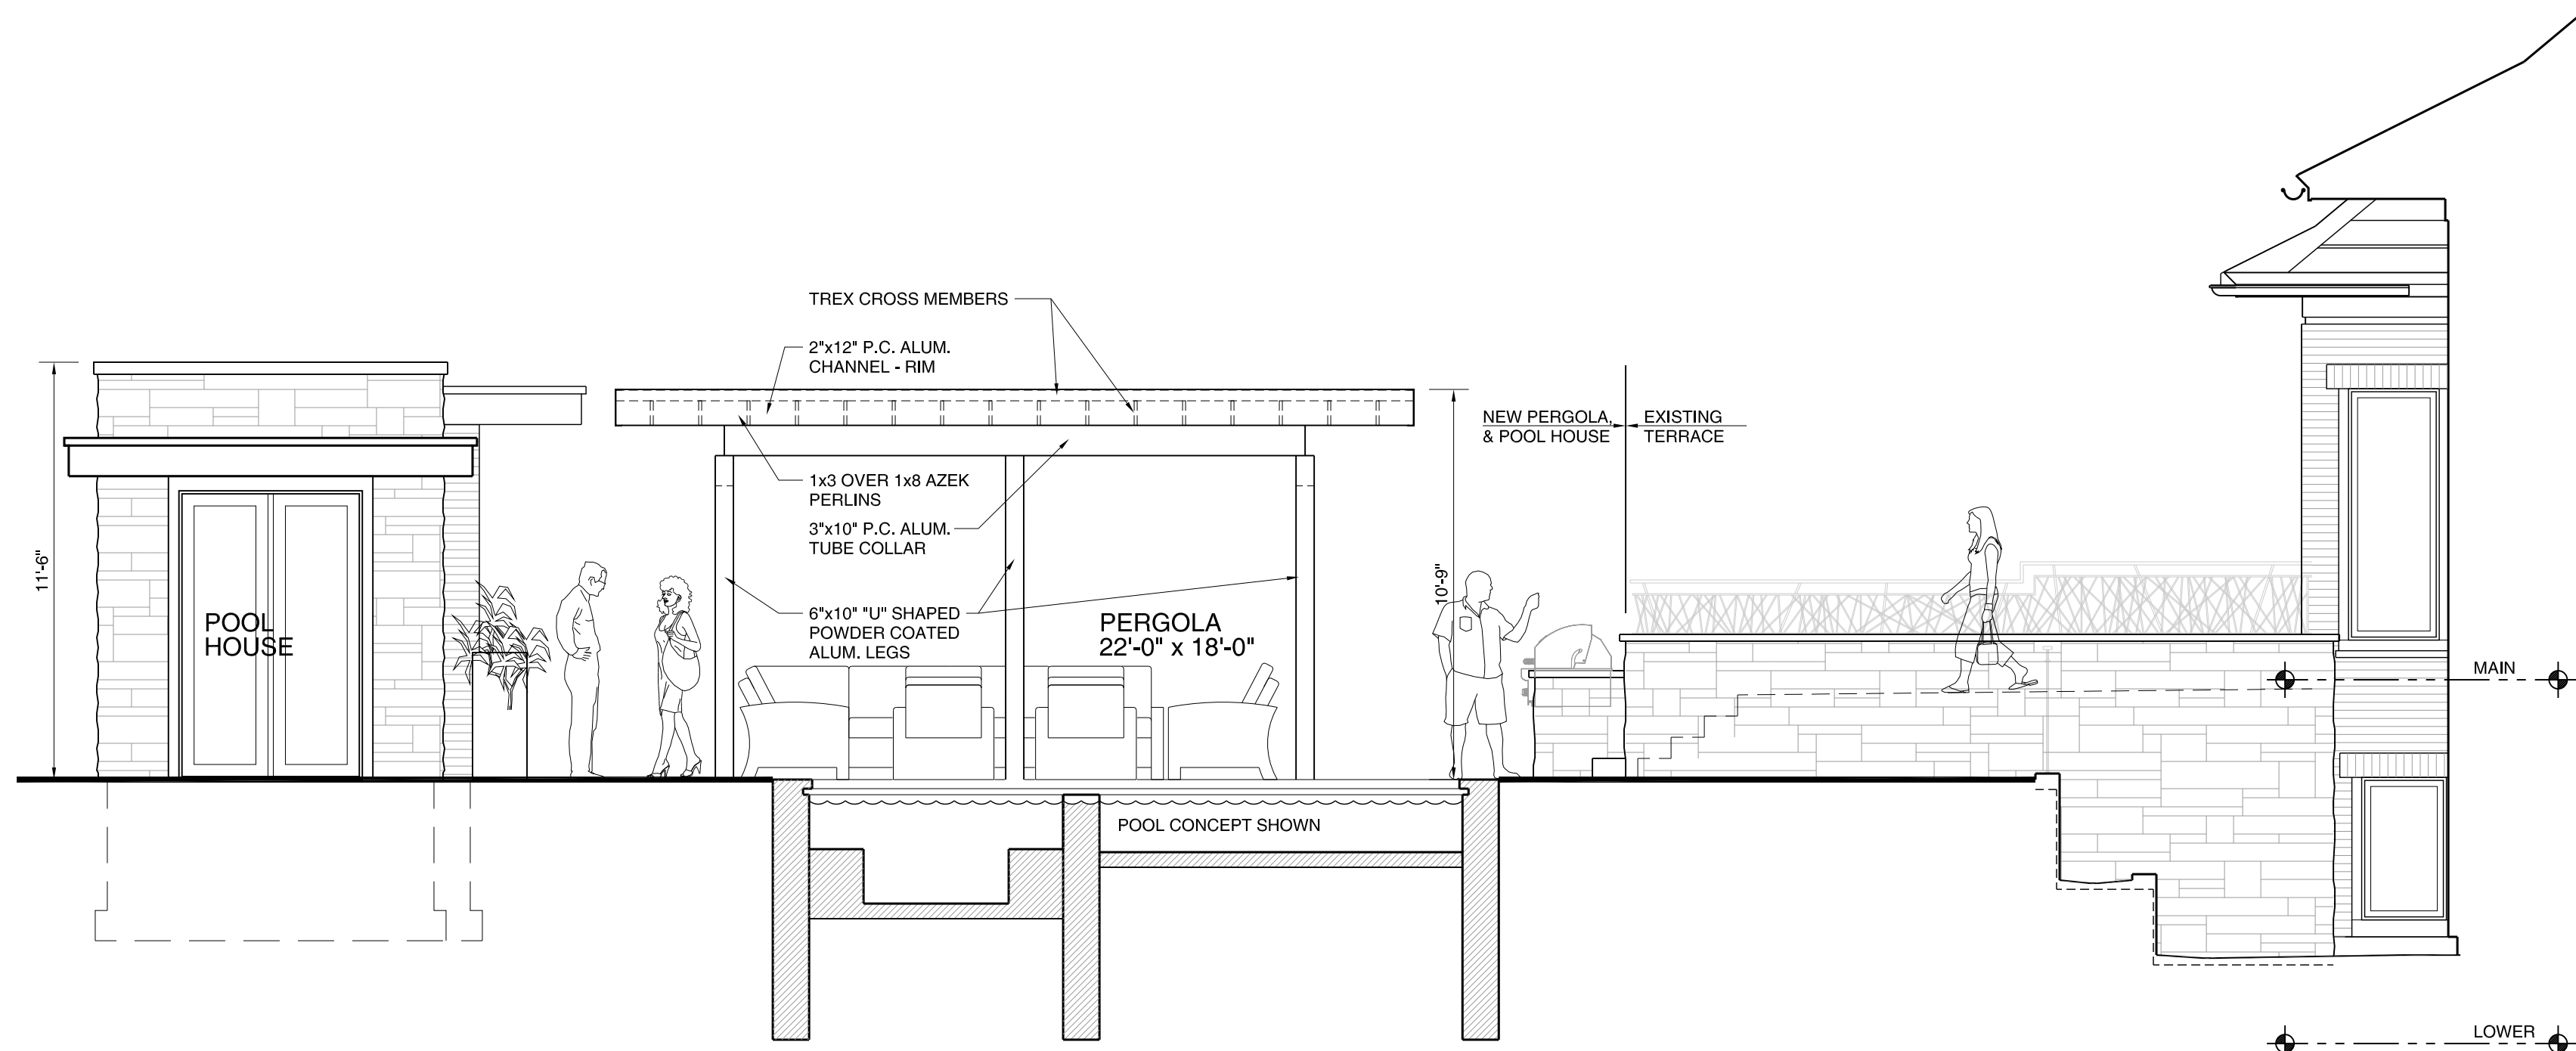 TREX CROSS MEMBERS
2"x12" P.C. ALUM.
CHANNEL - RIM
1x3 OVER 1x8 AZEK
PERLINS
3"x10" P.C. ALUM.
TUBE COLLAR
6"x10" "U" SHAPED
POWDER COATED
ALUM. LEGS
11'-6"
POOL
HOUSE
PERGOLA
22'-0" x 18'-0"
10'-9"
NEW PERGOLA,
& POOL HOUSE
EXISTING
TERRACE
POOL CONCEPT SHOWN
MAIN
LOWER